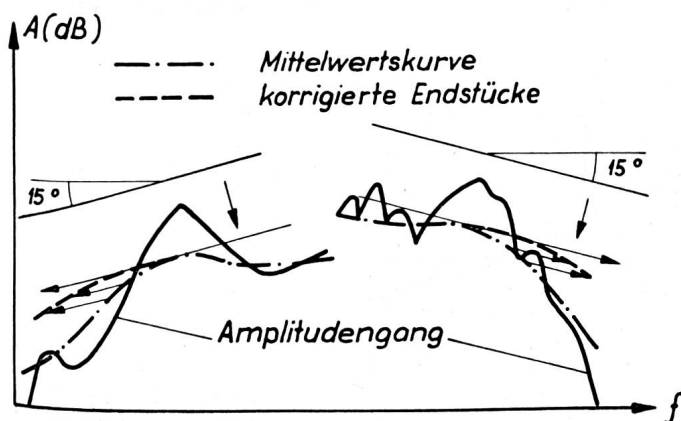 A(dB)
Mittelwertskurve
korrigierte Endstücke
15°
15°
Amplitudengang
f